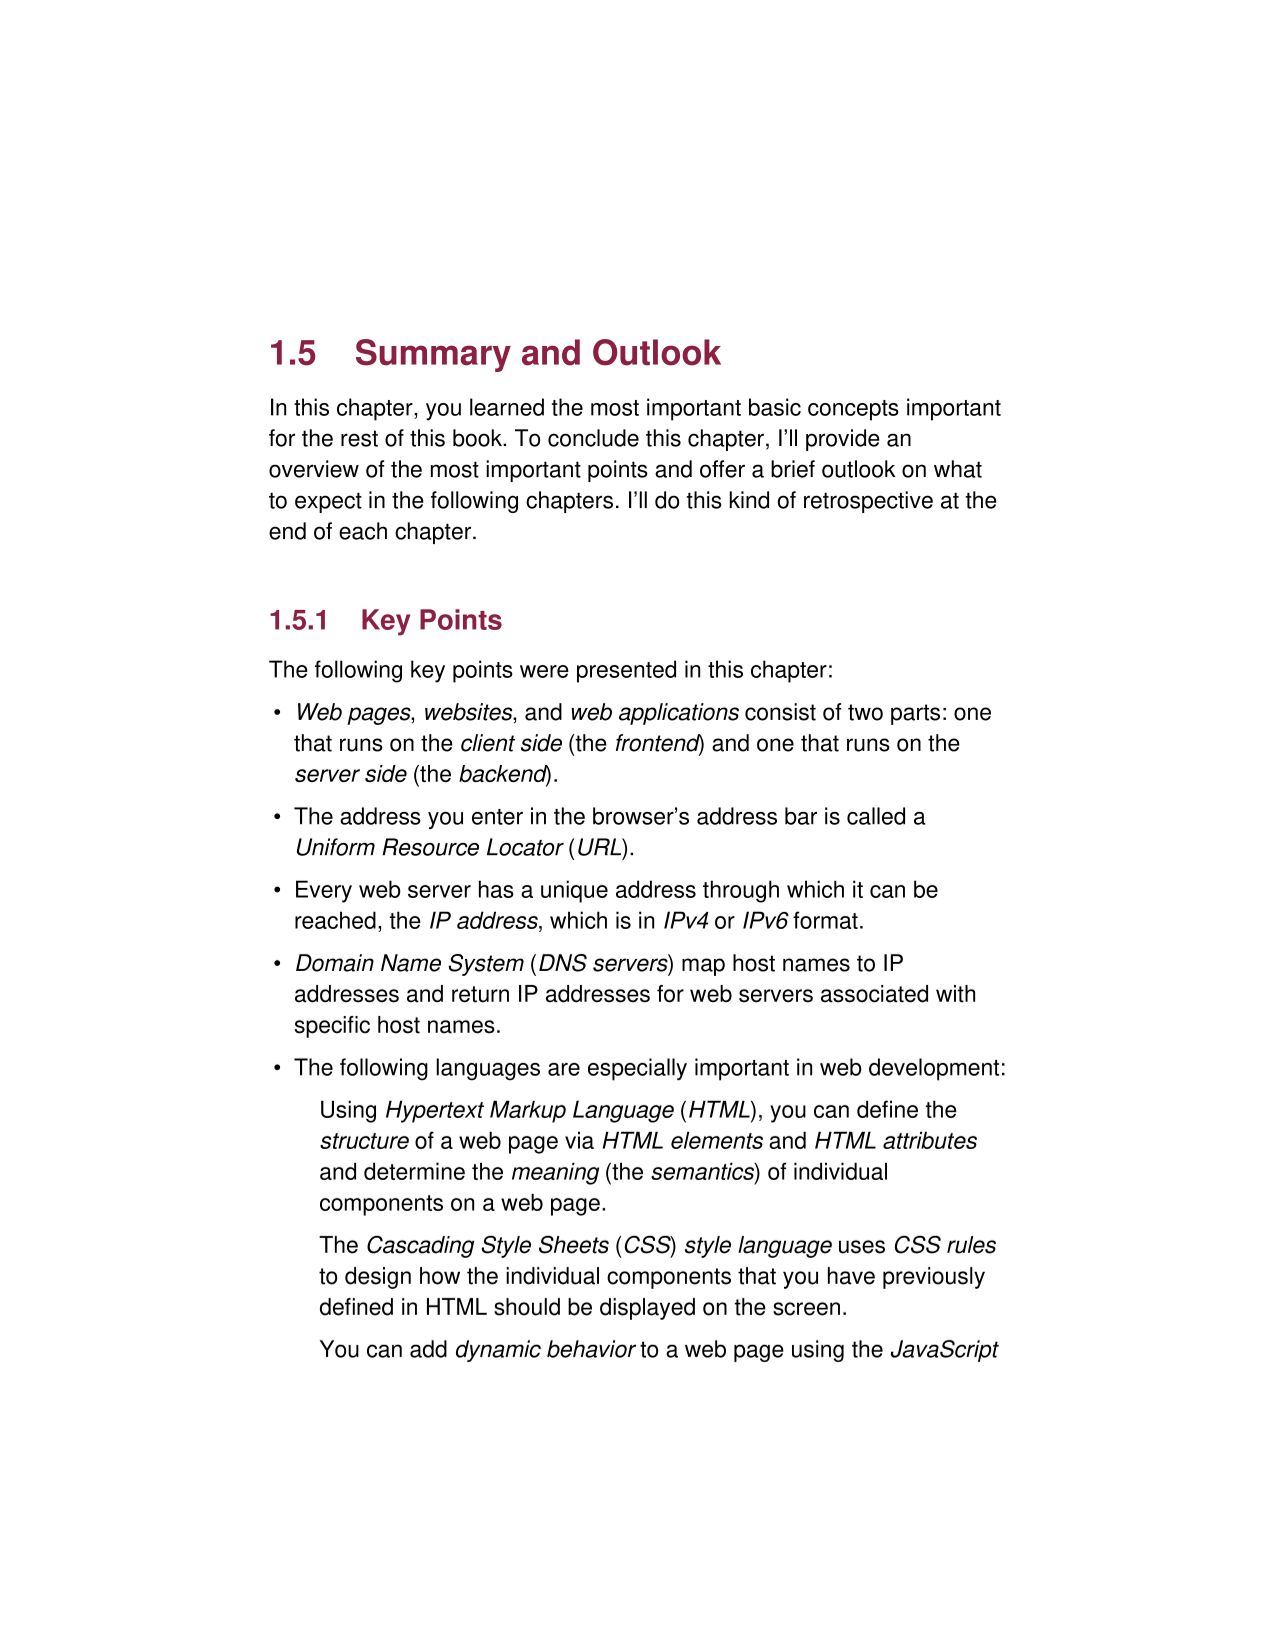 1.5 Summary and Outlook
In this chapter, you learned the most important basic concepts important
for the rest of this book. To conclude this chapter, I’ll provide an
overview of the most important points and offer a brief outlook on what
to expect in the following chapters. I’ll do this kind of retrospective at the
end of each chapter.
1.5.1 Key Points
The following key points were presented in this chapter:
• Web pages, websites, and web applications consist of two parts: one
that runs on the client side (the frontend) and one that runs on the
server side (the backend).
• The address you enter in the browser’s address bar is called a
Uniform Resource Locator (URL).
• Every web server has a unique address through which it can be
reached, the IP address, which is in IPv4 or IPv6 format.
• Domain Name System (DNS servers) map host names to IP
addresses and return IP addresses for web servers associated with
specific host names.
• The following languages are especially important in web development:
Using Hypertext Markup Language (HTML), you can define the
structure of a web page via HTML elements and HTML attributes
and determine the meaning (the semantics) of individual
components on a web page.
The Cascading Style Sheets (CSS) style language uses CSS rules
to design how the individual components that you have previously
defined in HTML should be displayed on the screen.
You can add dynamic behavior to a web page using the JavaScript